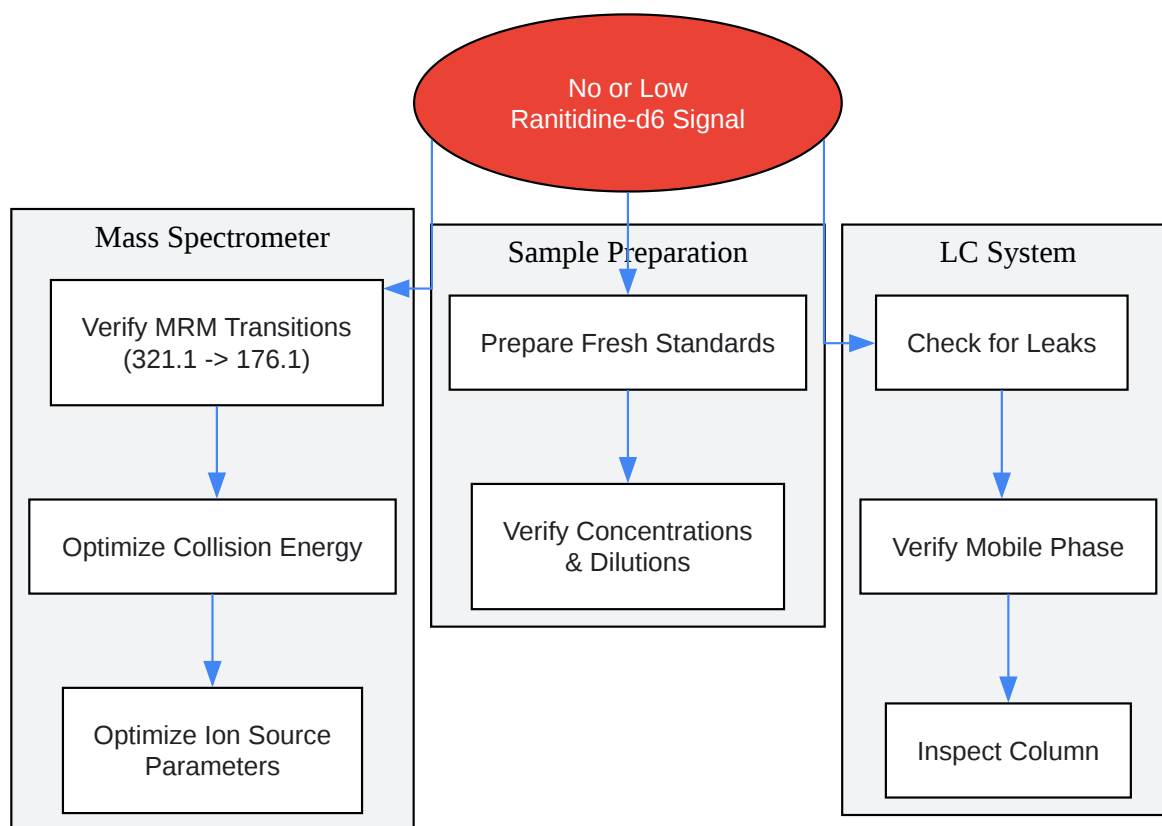 No or Low
Ranitidine-d6 Signal
Mass Spectrometer
Verify MRM Transitions
(321.1 -> 176.1)
Optimize Collision Energy
Optimize Ion Source
Parameters
Sample Preparation
Prepare Fresh Standards
Verify Concentrations
& Dilutions
LC System
Check for Leaks
Verify Mobile Phase
Inspect Column